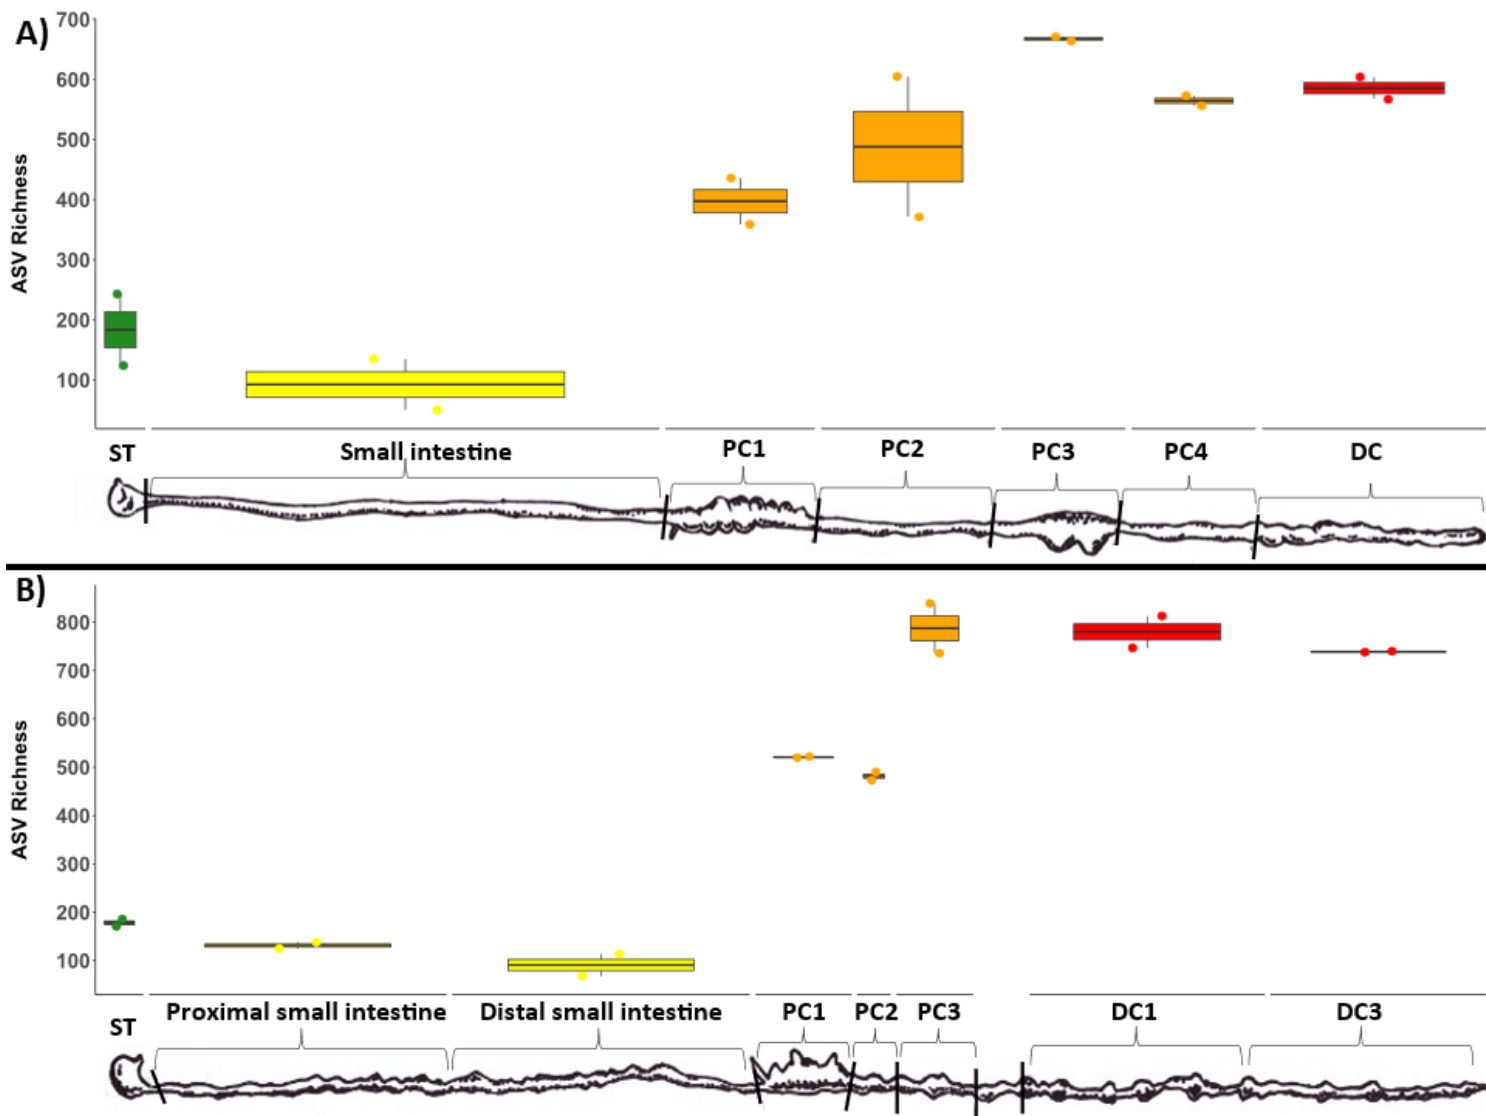 A)
700
600
500
400
300
200
100
ASV Richness
ST
Small intestine
PC1
PC2
PC3
PC4
DC
B)
800
700
600
500
400
300
200
100
ASV Richness
ST
Proximal small intestine
Distal small intestine
PC1
PC2
PC3
DC1
DC3